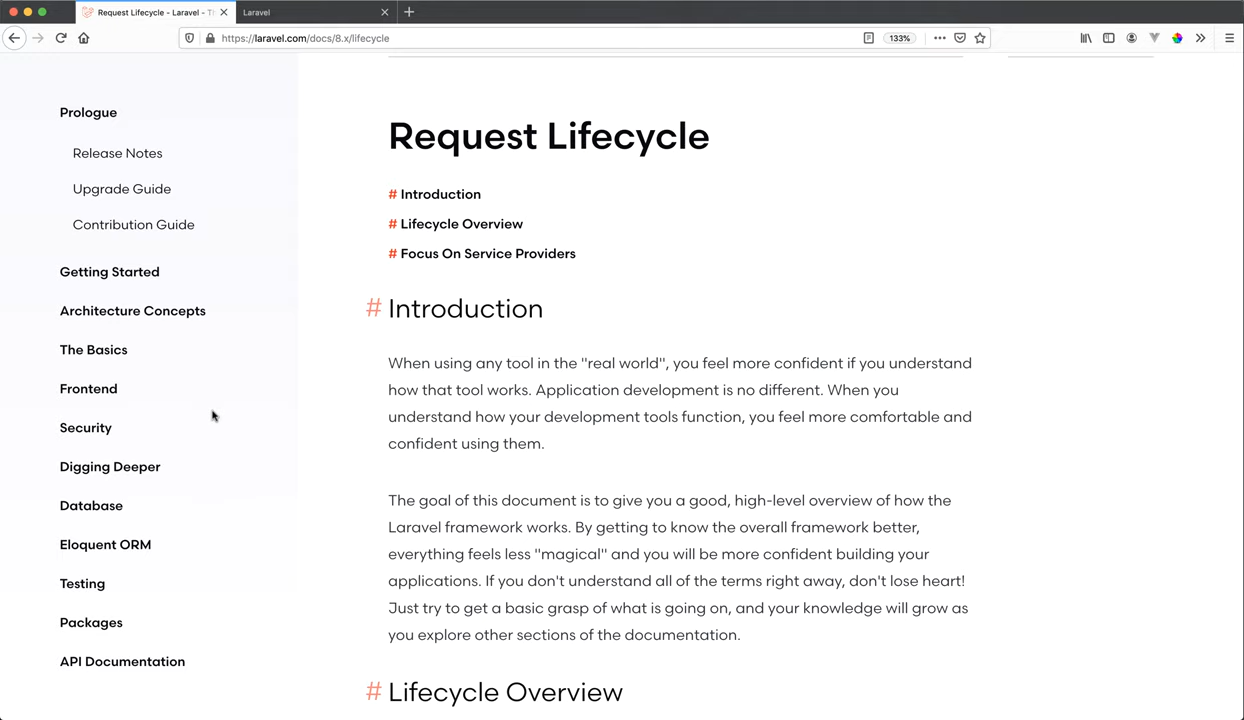 Request Lifecycle - Laravel - Th
Laravel
https://laravel.com/docs/8.x/lifecycle
133%
Prologue
Release Notes
Upgrade Guide
Contribution Guide
Getting Started
Architecture Concepts
The Basics
Frontend
Security
Digging Deeper
Database
Eloquent ORM
Testing
Packages
API Documentation
Request Lifecycle
# Introduction
# Lifecycle Overview
# Focus On Service Providers
# Introduction
When using any tool in the "real world", you feel more confident if you understand
how that tool works. Application development is no different. When you
understand how your development tools function, you feel more comfortable and
confident using them.
The goal of this document is to give you a good, high-level overview of how the
Laravel framework works. By getting to know the overall framework better,
everything feels less "magical" and you will be more confident building your
applications. If you don't understand all of the terms right away, don't lose heart!
Just try to get a basic grasp of what is going on, and your knowledge will grow as
you explore other sections of the documentation.
# Lifecycle Overview